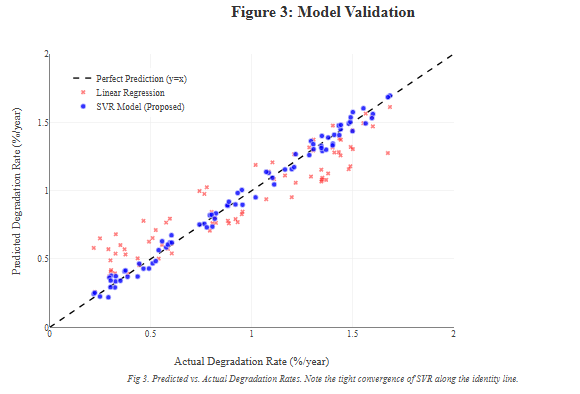 Figure 3: Model Validation
2
Perfect Prediction (y=x)
Linear Regression
SVR Model (Proposed)
1.5
1
0.5
0
Predicted Degradation Rate (%/year)
0 0.5 1 1.5 2
Actual Degradation Rate (%/year)
Fig 3. Predicted vs. Actual Degradation Rates. Note the tight convergence of SVR along the identity line.